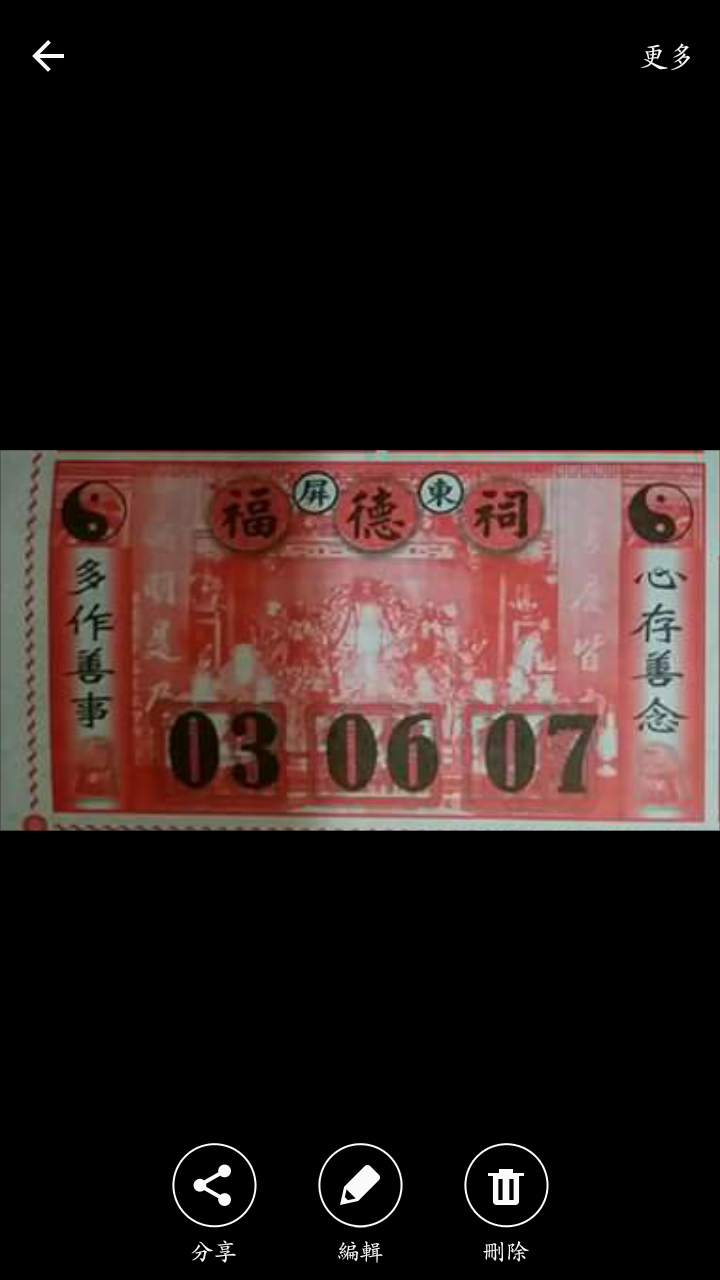 更多
福 屏 德 東 祠
多作善事
心存善念
03 06 07
分享 編輯 刪除